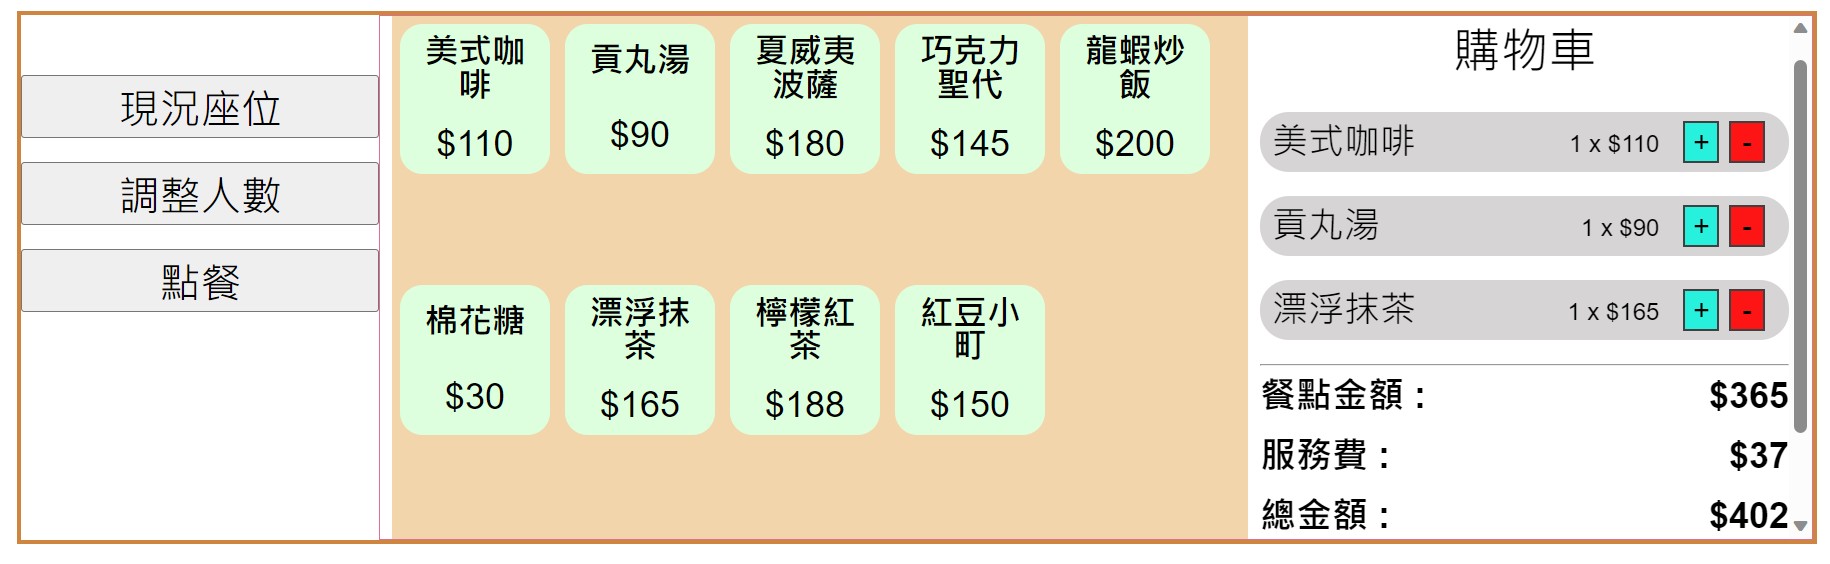 現況座位
調整人數
點餐
美式咖
啡
$110
貢丸湯
$90
夏威夷
波薩
$180
巧克力
聖代
$145
龍蝦炒
飯
$200
棉花糖
$30
漂浮抹
茶
$165
檸檬紅
茶
$188
紅豆小
町
$150
購物車
美式咖啡 1 x $110 + -
貢丸湯 1 x $90 + -
漂浮抹茶 1 x $165 + -
餐點金額： $365
服務費： $37
總金額： $402